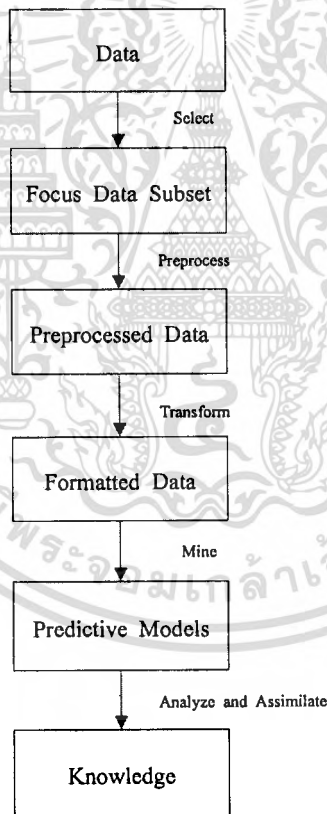 Data
Select
Focus Data Subset
Preprocess
Preprocessed Data
Transform
Formatted Data
Mine
Predictive Models
Analyze and Assimilate
Knowledge